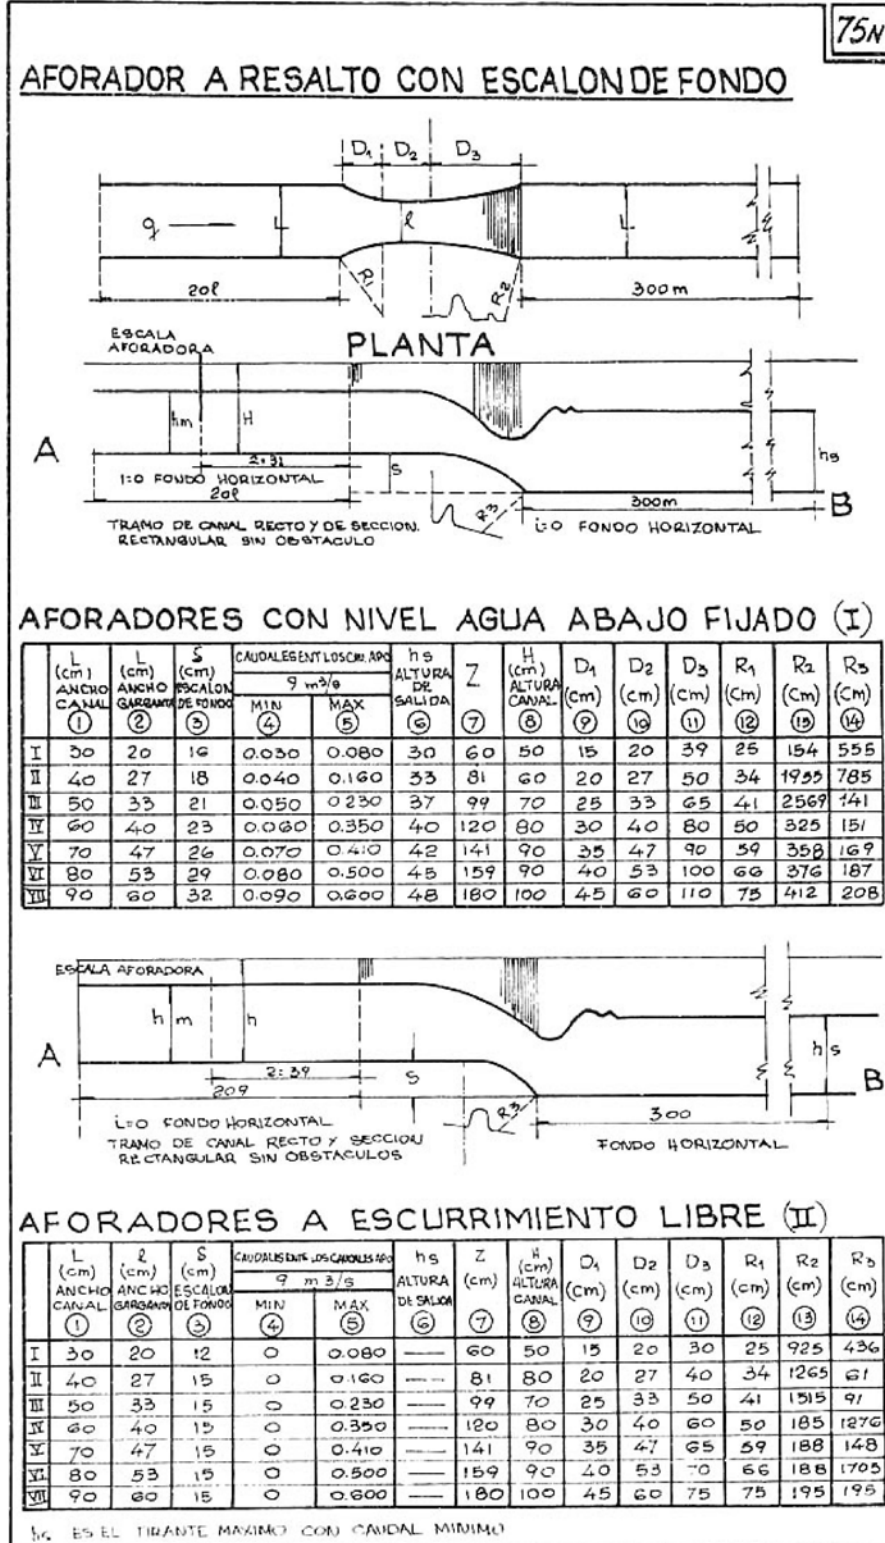 75N
AFORADOR A RESALTO CON ESCALON DE FONDO
D1 D2 D3
q L l L
R1 R2
20l 300m
ESCALA
AFORADORA
PLANTA
hm H
A
2:3l
S
hs
I=0 FONDO HORIZONTAL
20l
R3
300m
B
TRAMO DE CANAL RECTO Y DE SECCION.
RECTANGULAR SIN OBSTACULO
i=0 FONDO HORIZONTAL
AFORADORES CON NIVEL AGUA ABAJO FIJADO (I)
L (cm) ANCHO CANAL 1
L (cm) ANCHO GARGANTA 2
S (cm) ESCALON DE FONDO 3
q m3/s
MIN 4
MAX 5
hs ALTURA DE SALIDA 6
Z 7
H (cm) ALTURA CANAL 8
D1 (cm) 9
D2 (cm) 10
D3 (cm) 11
R1 (cm) 12
R2 (cm) 13
R3 (cm) 14
I 30 20 16 0.030 0.080 30 60 50 15 20 39 25 154 555
II 40 27 18 0.040 0.160 33 81 60 20 27 50 34 1955 785
III 50 33 21 0.050 0230 37 99 70 25 33 65 41 2569 141
IV 60 40 23 0.060 0.350 40 120 80 30 40 80 50 325 151
V 70 47 26 0.070 0.410 42 141 90 35 47 90 59 358 169
VI 80 53 29 0.080 0.500 45 159 90 40 53 100 66 376 187
VII 90 60 32 0.090 0.600 48 180 100 45 60 110 75 412 208
ESCALA AFORADORA
h m h
A
h s
2:39 S
B
209
R3
300
i=0 FONDO HORIZONTAL
TRAMO DE CANAL RECTO Y SECCION
RECTANGULAR SIN OBSTACULOS
FONDO HORIZONTAL
AFORADORES A ESCURRIMIENTO LIBRE (II)
L (cm) ANCHO CANAL 1
l (cm) ANCHO GARGANTA 2
S (cm) ESCALON DE FONDO 3
q m3/s
MIN 4
MAX 5
hs ALTURA DE SALIDA 6
Z (cm) 7
H (cm) ALTURA CANAL 8
D1 (cm) 9
D2 (cm) 10
D3 (cm) 11
R1 (cm) 12
R2 (cm) 13
R3 (cm) 14
I 30 20 12 0 0.080 — 60 50 15 20 30 25 925 436
II 40 27 15 0 0.160 — 81 80 20 27 40 34 1265 61
III 50 33 15 0 0.230 — 99 70 25 33 50 41 1515 91
IV 60 40 15 0 0.350 — 120 80 30 40 60 50 185 1276
V 70 47 15 0 0.410 — 141 90 35 47 65 59 188 148
VI 80 53 15 0 0.500 — 159 90 40 53 70 66 188 1705
VII 90 60 15 0 0.600 — 180 100 45 60 75 75 195 195
hs ES EL TIRANTE MAXIMO CON CAUDAL MINIMO